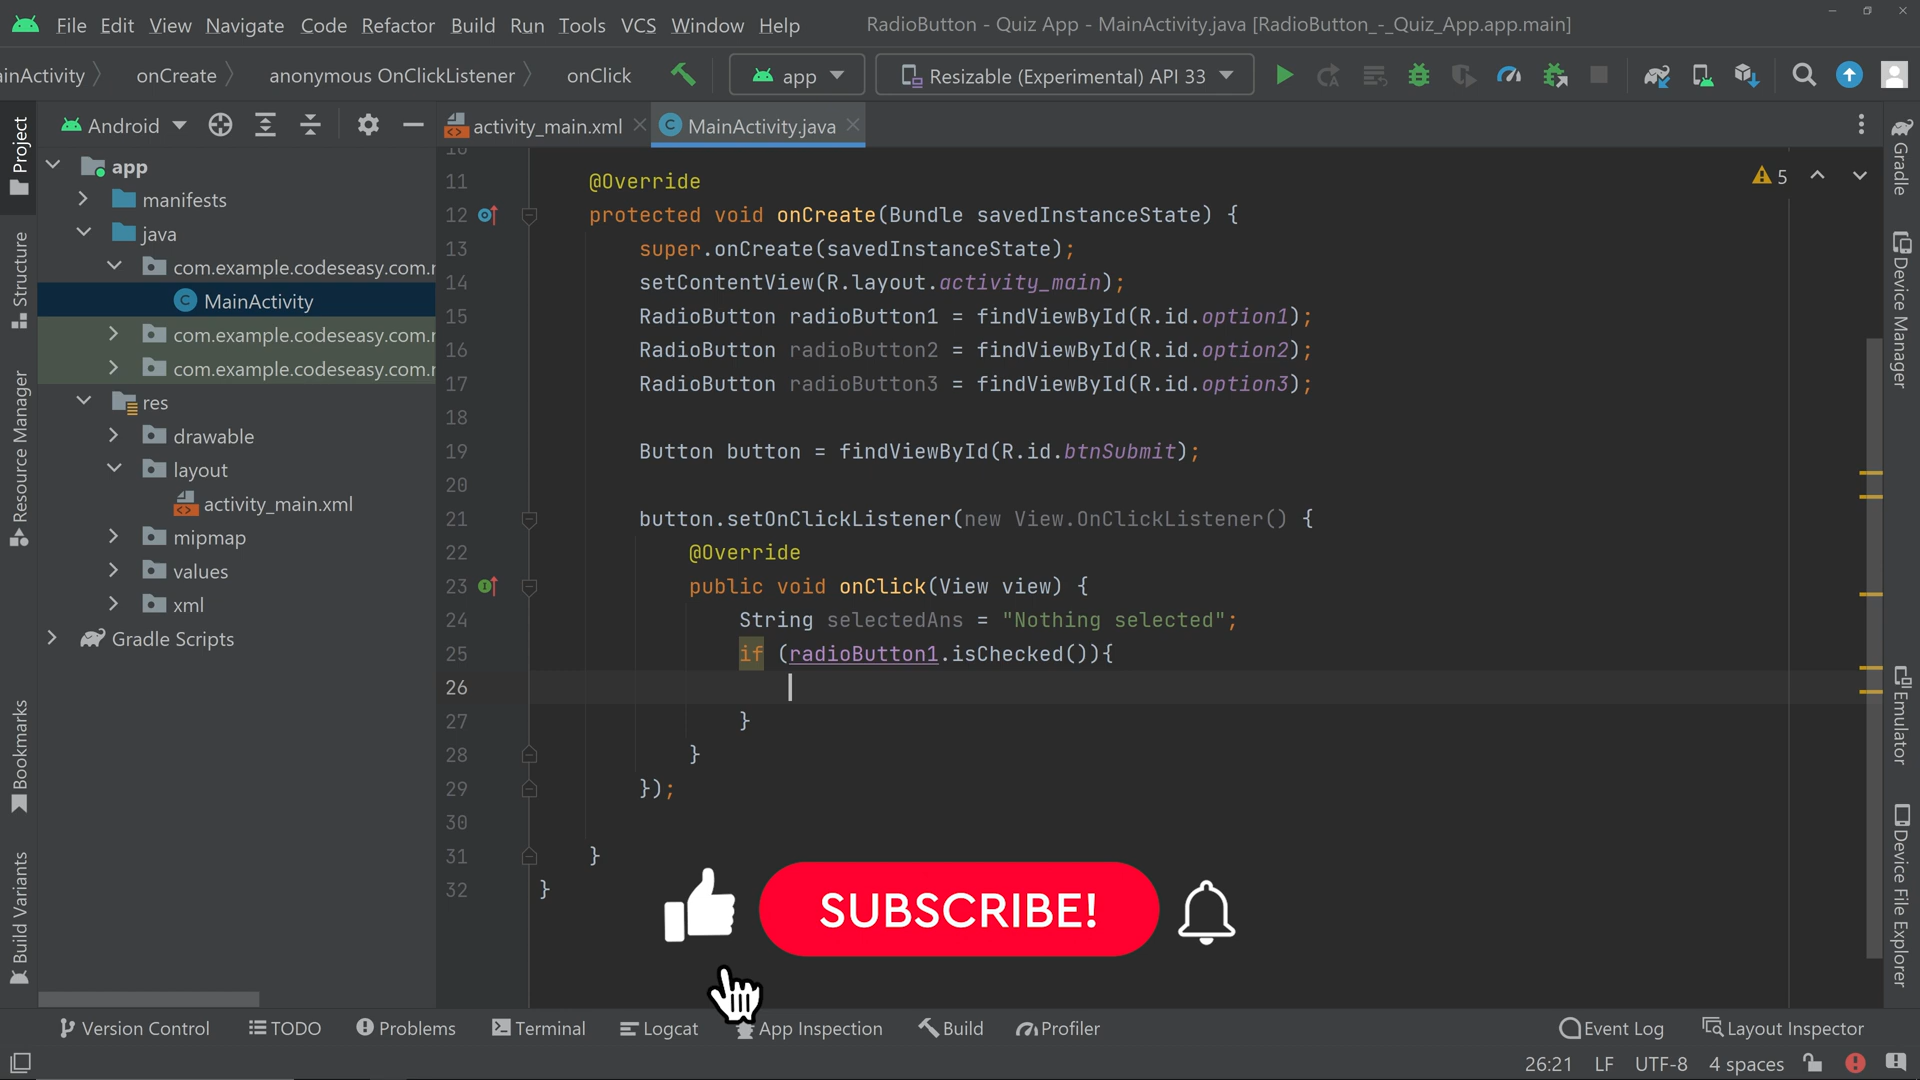 File Edit View Navigate Code Refactor Build Run Tools VCS Window Help RadioButton - Quiz App - MainActivity.java [RadioButton_-_Quiz_App.app.main]
inActivity onCreate anonymous OnClickListener onClick app Resizable (Experimental) API 33
Android activity_main.xml MainActivity.java
Project
Structure
Resource Manager
Bookmarks
Build Variants
app
manifests
java
com.example.codeseasy.com.r
MainActivity
com.example.codeseasy.com.r
com.example.codeseasy.com.r
res
drawable
layout
activity_main.xml
mipmap
values
xml
Gradle Scripts
10
11 @Override
12 protected void onCreate(Bundle savedInstanceState) {
13 super.onCreate(savedInstanceState);
14 setContentView(R.layout.activity_main);
15 RadioButton radioButton1 = findViewById(R.id.option1);
16 RadioButton radioButton2 = findViewById(R.id.option2);
17 RadioButton radioButton3 = findViewById(R.id.option3);
18
19 Button button = findViewById(R.id.btnSubmit);
20
21 button.setOnClickListener(new View.OnClickListener() {
22 @Override
23 public void onClick(View view) {
24 String selectedAns = "Nothing selected";
25 if (radioButton1.isChecked()){
26
27 }
28 }
29 });
30
31 }
32 }
5
SUBSCRIBE!
Gradle
Device Manager
Emulator
Device File Explorer
Version Control TODO Problems Terminal Logcat App Inspection Build Profiler Event Log Layout Inspector
26:21 LF UTF-8 4 spaces